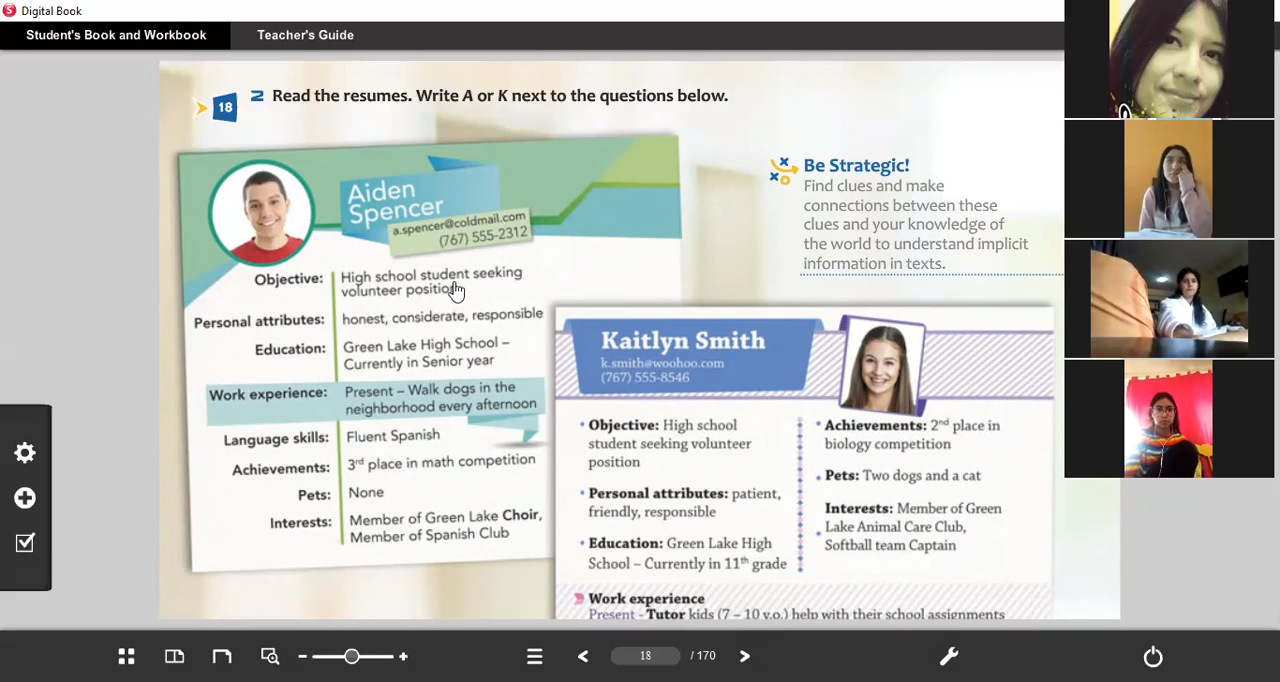 Digital Book
Student's Book and Workbook
Teacher's Guide
18
2 Read the resumes. Write A or K next to the questions below.
Be Strategic!
Find clues and make
connections between these
clues and your knowledge of
the world to understand implicit
information in texts.
Aiden
Spencer
a.spencer@coldmail.com
(767) 555-2312
Objective: High school student seeking
volunteer position
Personal attributes: honest, considerate, responsible
Education: Green Lake High School –
Currently in Senior year
Work experience: Present – Walk dogs in the
neighborhood every afternoon
Language skills: Fluent Spanish
Achievements: 3rd place in math competition
Pets: None
Interests: Member of Green Lake Choir,
Member of Spanish Club
Kaitlyn Smith
k.smith@woohoo.com
(767) 555-8546
• Objective: High school
student seeking volunteer
position
• Personal attributes: patient,
friendly, responsible
• Education: Green Lake High
School – Currently in 11th grade
• Achievements: 2nd place in
biology competition
• Pets: Two dogs and a cat
• Interests: Member of Green
Lake Animal Care Club,
Softball team Captain
Work experience
Present - Tutor kids (7 – 10 y.o.) help with their school assignments
18 / 170